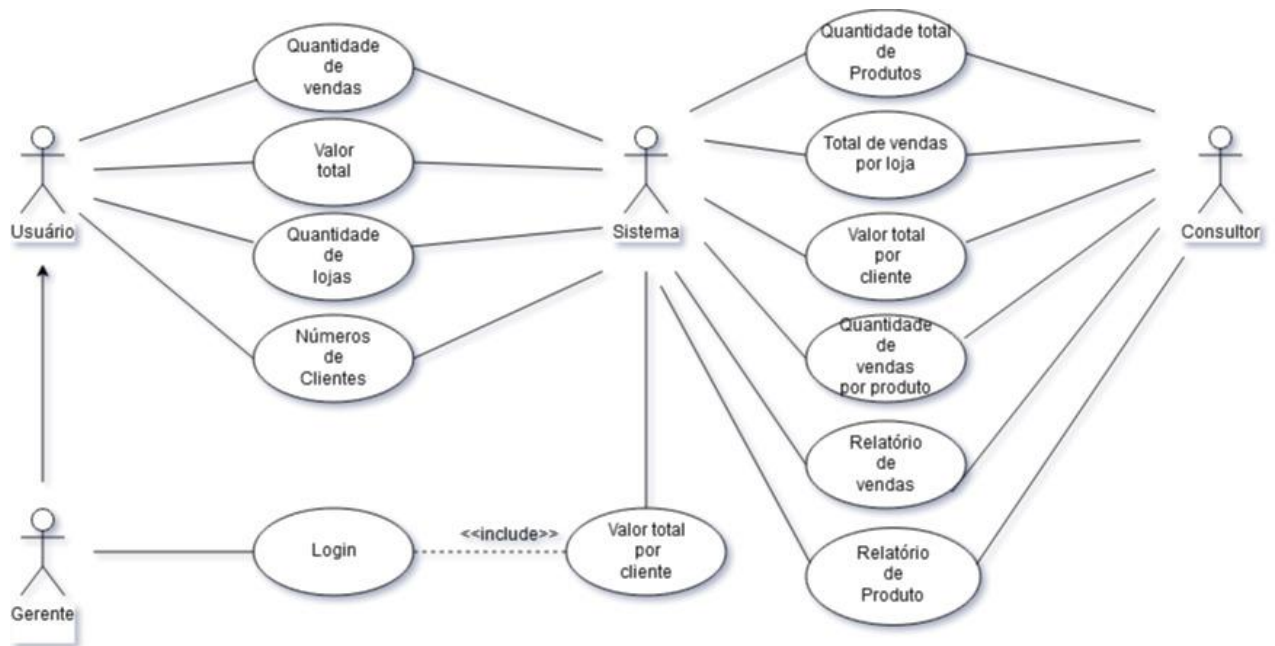 Quantidade
de
vendas
Valor
total
Quantidade
de
lojas
Números
de
Clientes
Usuário
Sistema
Quantidade total
de
Produtos
Total de vendas
por loja
Valor total
por
cliente
Quantidade
de
vendas
por produto
Relatório
de
vendas
Relatório
de
Produto
Consultor
Gerente
Login
<<include>>
Valor total
por
cliente